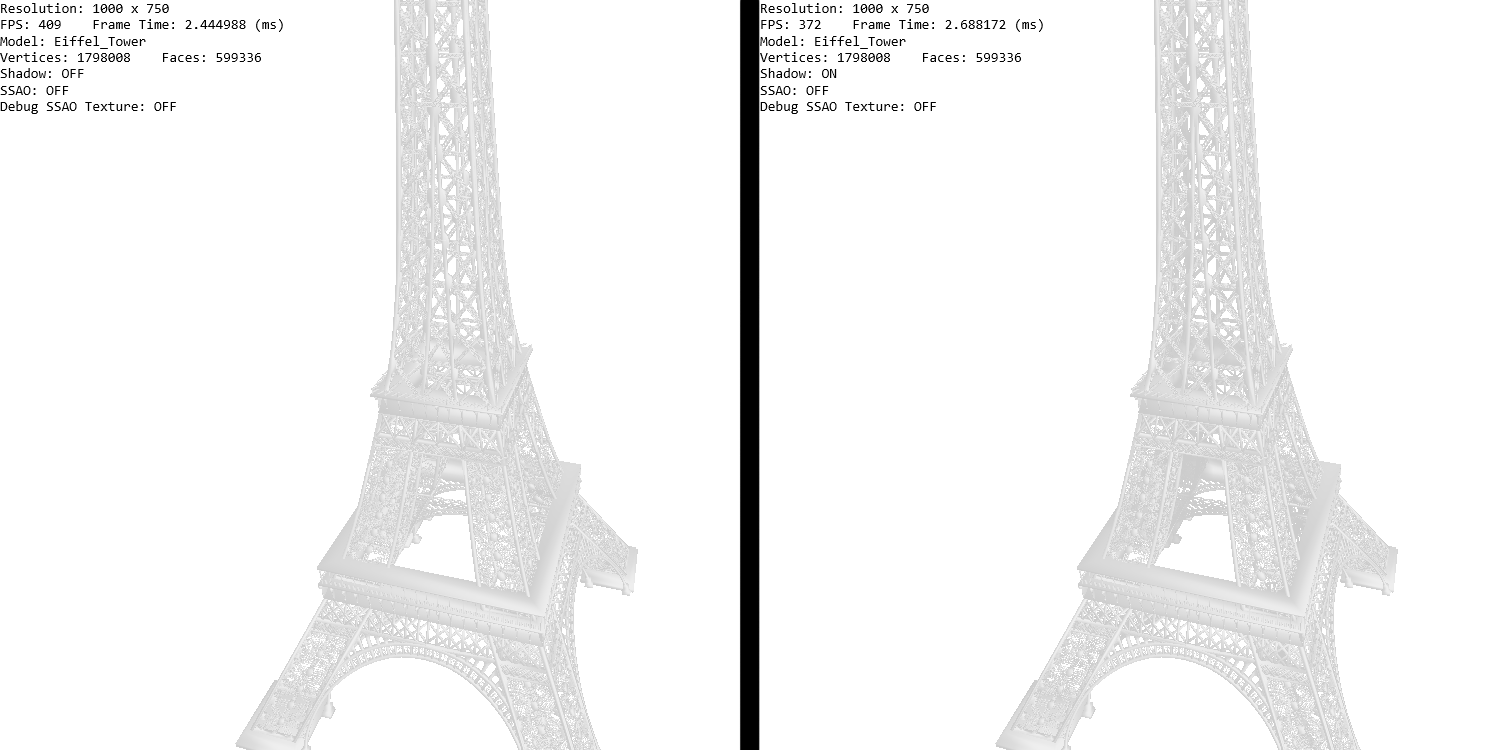 Resolution: 1000 x 750
FPS: 409    Frame Time: 2.444988 (ms)
Model: Eiffel_Tower
Vertices: 1798008    Faces: 599336
Shadow: OFF
SSAO: OFF
Debug SSAO Texture: OFF
Resolution: 1000 x 750
FPS: 372    Frame Time: 2.688172 (ms)
Model: Eiffel_Tower
Vertices: 1798008    Faces: 599336
Shadow: ON
SSAO: OFF
Debug SSAO Texture: OFF